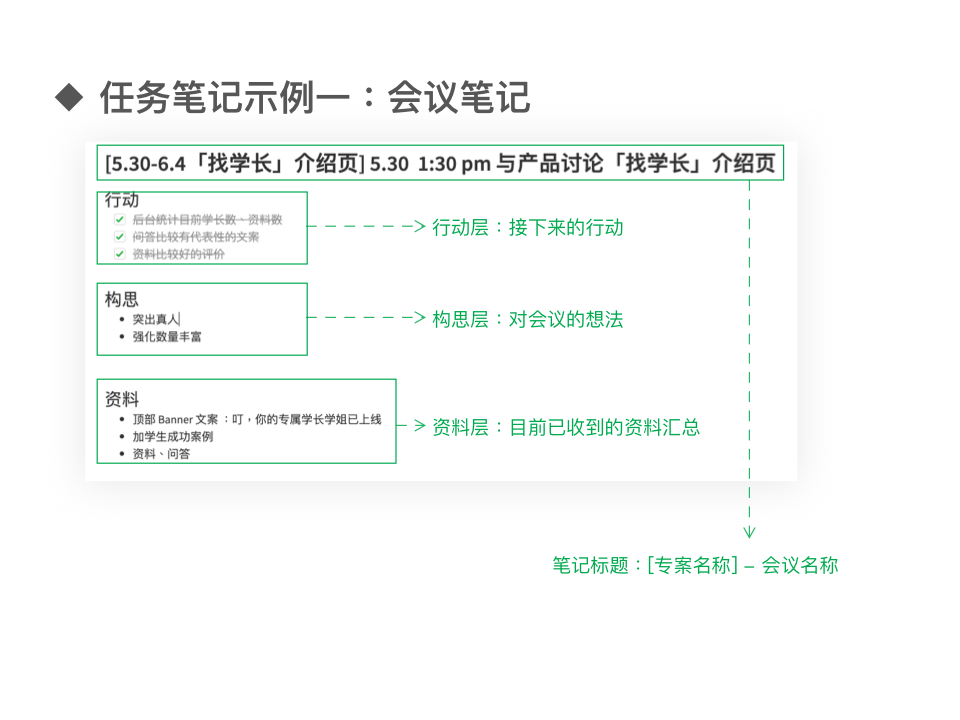 ◆ 任务笔记示例一：会议笔记
[5.30-6.4「找学长」介绍页] 5.30 1:30 pm 与产品讨论「找学长」介绍页
行动
后台统计目前学长数、资料数
问答比较有代表性的文案
资料比较好的评价
行动层：接下来的行动
构思
• 突出真人
• 强化数量丰富
构思层：对会议的想法
资料
• 顶部 Banner 文案 ：叮，你的专属学长学姐已上线
• 加学生成功案例
• 资料、问答
资料层：目前已收到的资料汇总
笔记标题：[专案名称] – 会议名称